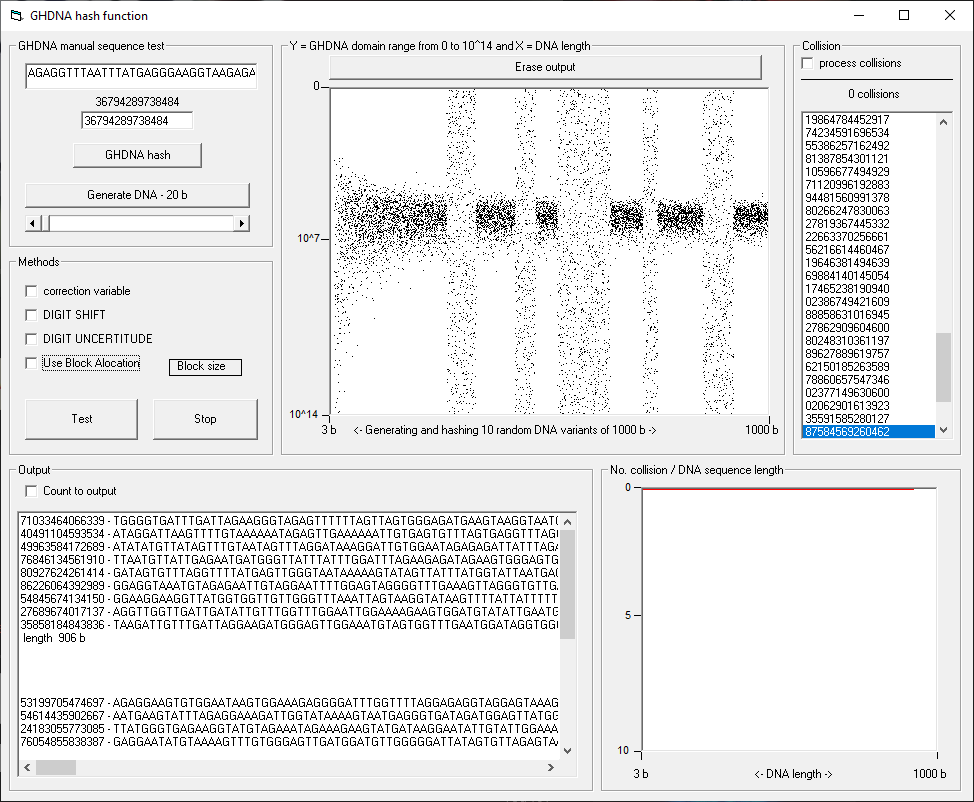 GHDNA hash function
GHDNA manual sequence test
AGAGGTTTAATTTATGAGGGAAGGTAAGAGA
36794289738484
36794289738484
GHDNA hash
Generate DNA - 20 b
Methods
correction variable
DIGIT SHIFT
DIGIT UNCERTITUDE
Use Block Alocation
Block size
Test
Stop
Y = GHDNA domain range from 0 to 10^14 and X = DNA length
Erase output
0
10^7
10^14
3 b
<- Generating and hashing 10 random DNA variants of 1000 b ->
1000 b
Collision
process collisions
0 collisions
19864784452917
74234591696534
55386257162492
81387854301121
10596677494929
71120996192883
94481560991378
80266247830063
27819367445332
22663370256661
56216614460467
19646381494639
69884140145054
17465238190940
02386749421609
88858631016945
27862909604600
80248310361197
89627889619757
62150185263589
78860657547346
02377149630600
02062901613923
35591585280127
87584569260462
Output
Count to output
71033464066339 - TGGGGTGATTTGATTAGAAGGGTAGAGTTTTTTAGTTAGTGGGAGATGAAGTAAGGTAAT
40491104593534 - ATAGGATTAAGTTTTGTAAAAAATAGAGTTGAAAAAATTGTGAGTGTTTAGTGAGGTTTAG
49963584172689 - ATATATGTTATAGTTTGTAATAGTTTAGGATAAAGGATTGTGGAATAGAGAGATTATTTAGA
76846134561910 - TTAATGTTATTGAGAATGATGGGTTATTTATTTGGATTTAGAAGAGATAGAAGTGGGAGTG
80927624261414 - GATAGTGTTTAGGTTTTATGAGTTGGGTAATAAAAAGTATAGTTATTTATGGTATTAATGA
86226064392989 - GGAGGTAAATGTAGAGAATTGTAGGAATTTTGGAGTAGGGGTTTGAAAGTTAGGGTGTTG
54845674134150 - GGAAGGAAGGTTATGGTGGTTGTTGGGTTTAAATTAGTAAGGTATAAGTTTTATTATTTTT
27689674017137 - AGGTTGGTTGATTGATATTGTTTGGTTTGGAATTGGAAAAGAAGTGGATGTATATTGAATG
35858184843836 - TAAGATTGTTTGATTAGGAAGATGGGAGTTGGAAATGTAGTGGTTTGAATGGATAGGTGG
length  906 b
53199705474697 - AGAGGAAGTGTGGAATAAGTGGAAAGAGGGGATTTGGTTTTAGGAGAGGTAGGAGTAAAG
54614435902667 - AATGAAGTATTTAGAGGAAAGATTGGTATAAAAGTAATGAGGGTGATAGATGGAGTTATGG
24183055773085 - TTATGGGTGAGAAGGTATGTAGAAATAGAAAGAAGTATGATAAGGAATATTGTATTGGAAA
76054855838387 - GAGGAATATGTAAAAGTTTGTGGGAGTTGATGGATGTTGGGGGATTATAGTGTTAGAGTA
No. collision / DNA sequence length
0
5
10
3 b
<- DNA length ->
1000 b